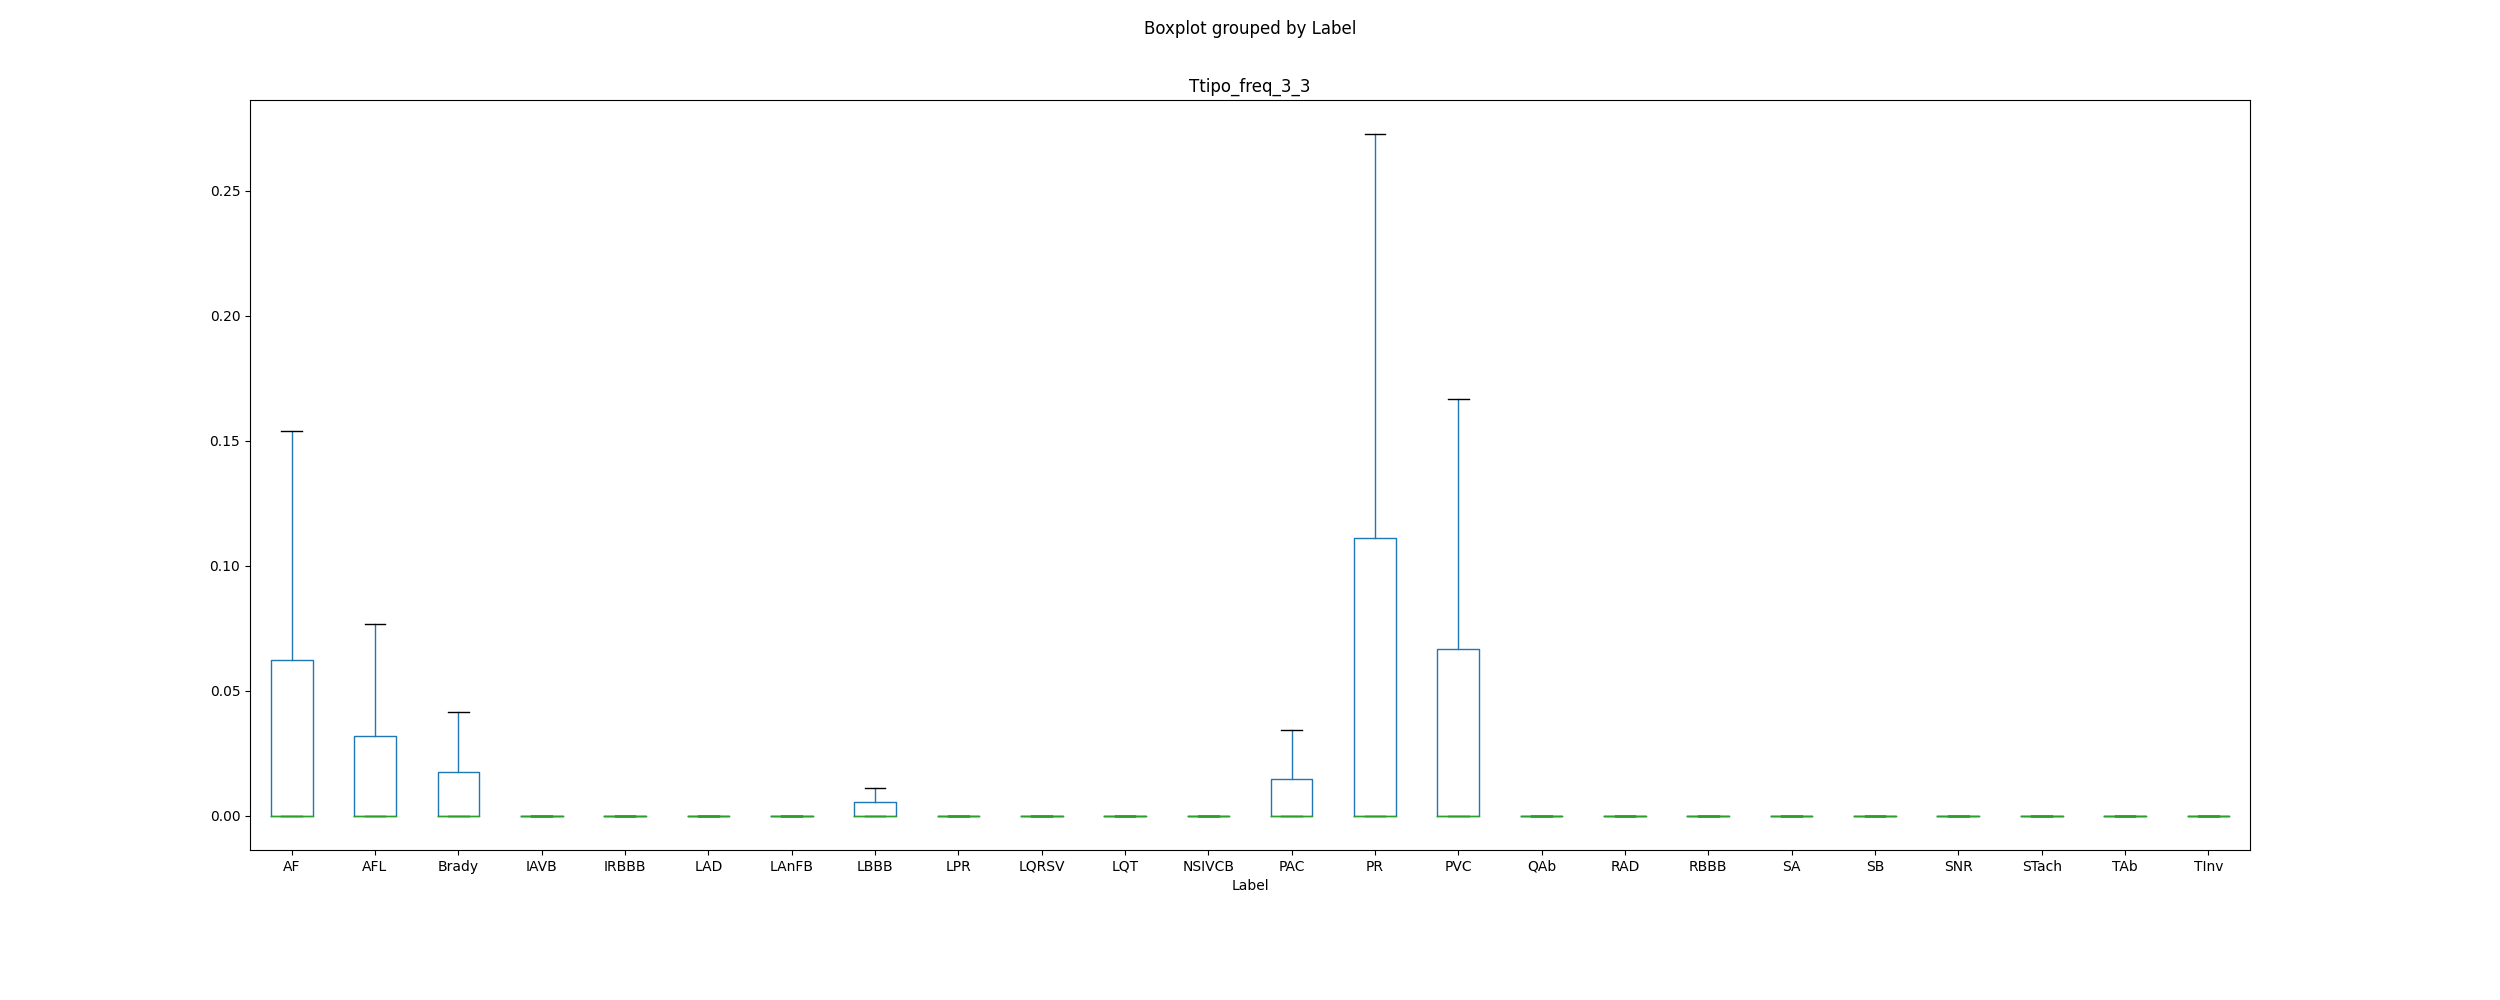 Boxplot grouped by Label
Ttipo_freq_3_3
0.25
0.20
0.15
0.10
0.05
0.00
AF AFL Brady IAVB IRBBB LAD LAnFB LBBB LPR LQRSV LQT NSIVCB PAC PR PVC QAb RAD RBBB SA SB SNR STach TAb TInv
Label